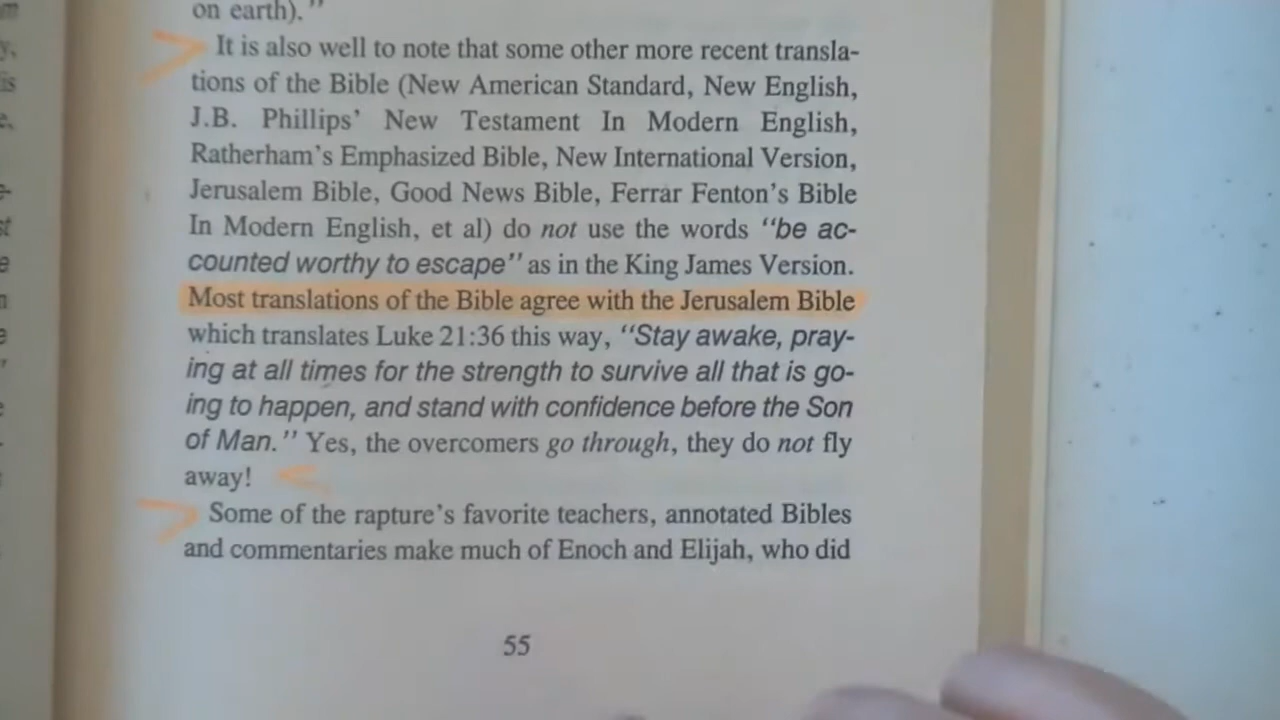 on earth)."
It is also well to note that some other more recent transla-
tions of the Bible (New American Standard, New English,
J.B. Phillips' New Testament In Modern English,
Ratherham's Emphasized Bible, New International Version,
Jerusalem Bible, Good News Bible, Ferrar Fenton's Bible
In Modern English, et al) do not use the words "be ac-
counted worthy to escape" as in the King James Version.
Most translations of the Bible agree with the Jerusalem Bible
which translates Luke 21:36 this way, "Stay awake, pray-
ing at all times for the strength to survive all that is go-
ing to happen, and stand with confidence before the Son
of Man." Yes, the overcomers go through, they do not fly
away!
Some of the rapture's favorite teachers, annotated Bibles
and commentaries make much of Enoch and Elijah, who did
55